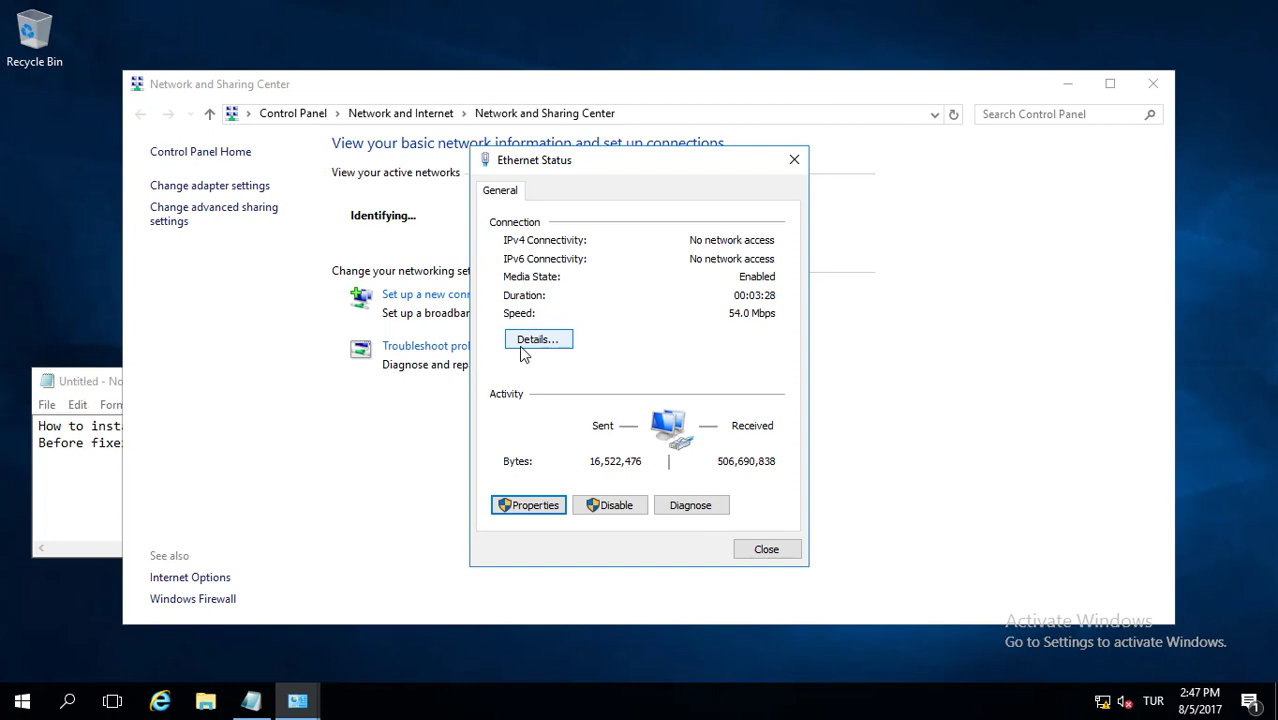 Recycle Bin
Network and Sharing Center
Control Panel
Network and Internet
Network and Sharing Center
Search Control Panel
Control Panel Home
Change adapter settings
Change advanced sharing
settings
View your basic network information and set up connections
View your active networks
Identifying...
Change your networking set
Set up a new conn
Set up a broadban
Troubleshoot prol
Diagnose and rep
See also
Internet Options
Windows Firewall
Ethernet Status
General
Connection
IPv4 Connectivity: No network access
IPv6 Connectivity: No network access
Media State: Enabled
Duration: 00:03:28
Speed: 54.0 Mbps
Details...
Activity
Sent Received
Bytes: 16,522,476 506,690,838
Properties Disable Diagnose
Close
Untitled - No
File Edit Form
How to inst
Before fixe
Activate Windows
Go to Settings to activate Windows.
TUR
2:47 PM
8/5/2017
1